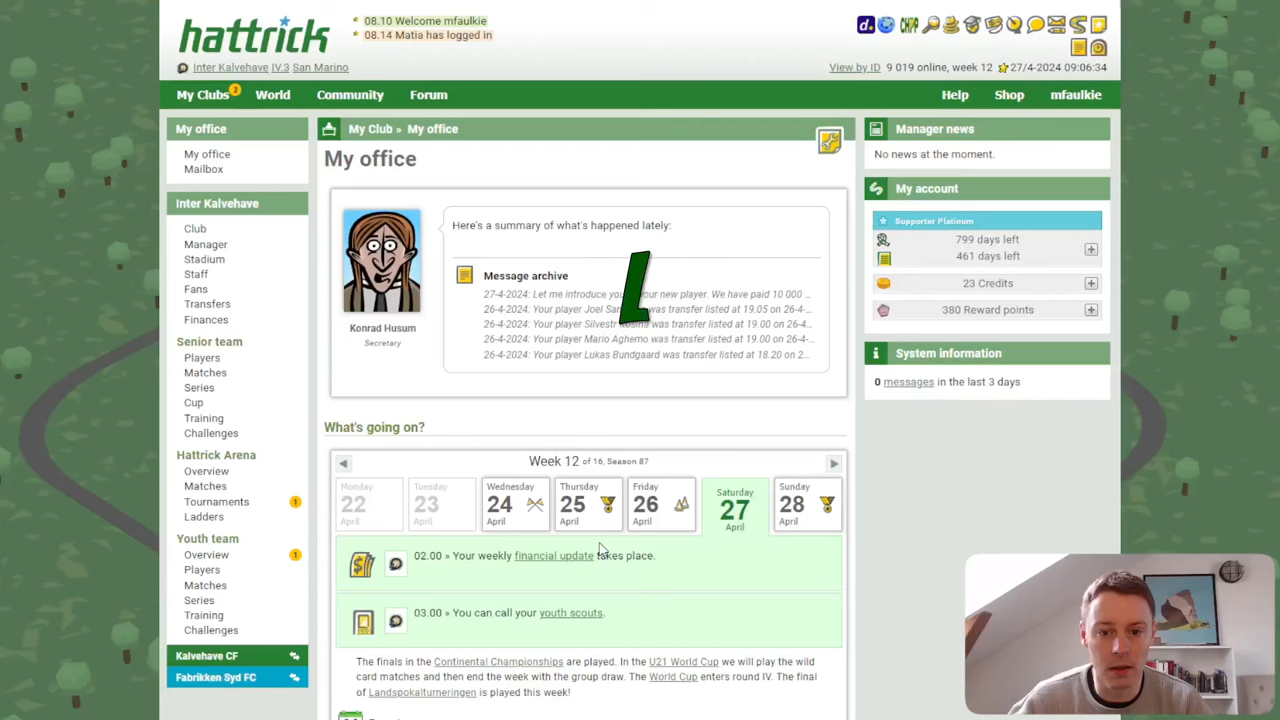 hattrick
08.10 Welcome mfaulkie
08.14 Matia has logged in
CHPP
Inter Kalvehave IV.3 San Marino
View by ID 9 019 online, week 12 27/4-2024 09:06:34
My Clubs 2 World Community Forum Help Shop mfaulkie
My office
My office
Mailbox
Inter Kalvehave
Club
Manager
Stadium
Staff
Fans
Transfers
Finances
Senior team
Players
Matches
Series
Cup
Training
Challenges
Hattrick Arena
Overview
Matches
Tournaments 1
Ladders
Youth team
Overview 1
Players
Matches
Series
Training
Challenges
Kalvehave CF
Fabrikken Syd FC
My Club » My office
My office
Konrad Husum
Secretary
Here's a summary of what's happened lately:
Message archive
27-4-2024: Let me introduce your new player. We have paid 10 000 ...
26-4-2024: Your player Joel was transfer listed at 19.05 on 26-4...
26-4-2024: Your player Silvestr was transfer listed at 19.00 on 26-4...
26-4-2024: Your player Mario Aghemo was transfer listed at 19.00 on 26-4-...
26-4-2024: Your player Lukas Bundgaard was transfer listed at 18.20 on 2...
L
What's going on?
Week 12 of 16, Season 87
Monday 22 April
Tuesday 23 April
Wednesday 24 April
Thursday 25 April
Friday 26 April
Saturday 27 April
Sunday 28 April
02.00 » Your weekly financial update takes place.
03.00 » You can call your youth scouts.
The finals in the Continental Championships are played. In the U21 World Cup we will play the wild
card matches and then end the week with the group draw. The World Cup enters round IV. The final
of Landspokalturneringen is played this week!
Manager news
No news at the moment.
My account
Supporter Platinum
799 days left
461 days left
23 Credits
380 Reward points
System information
0 messages in the last 3 days